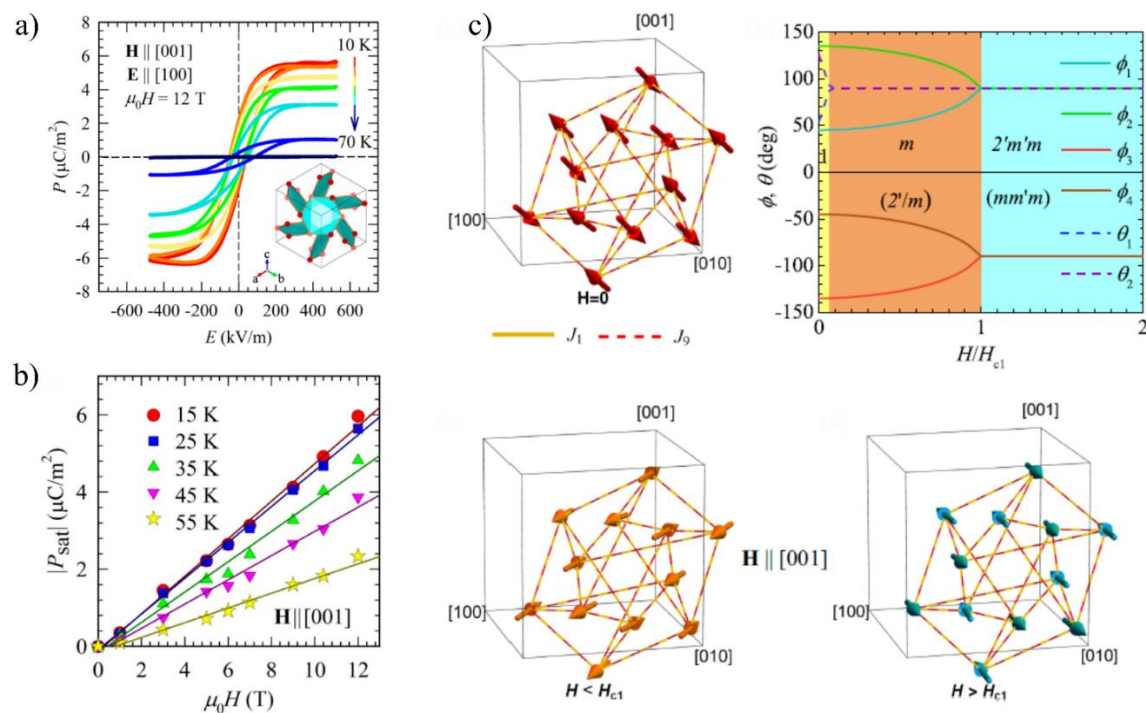 a)
H || [001]
E || [100]
μ₀H = 12 T
10 K
70 K
P (μC/m²)
8
6
4
2
0
-2
-4
-6
-8
-600 -400 -200 0 200 400 600
E (kV/m)
c
a b
b)
15 K
25 K
35 K
45 K
55 K
H||[001]
|Psat| (μC/m²)
6
4
2
0
0 2 4 6 8 10 12
μ₀H (T)
c)
[001]
[100]
[010]
H=0
J₁ J₉
150
100
50
0
-50
-100
-150
ϕ, θ (deg)
m
2'm'm
(2'/m)
(mm'm)
ϕ₁
ϕ₂
ϕ₃
ϕ₄
θ₁
θ₂
0 1 2
H/Hc1
[001]
[100]
[010]
H < Hc1
H || [001]
[001]
[100]
[010]
H > Hc1